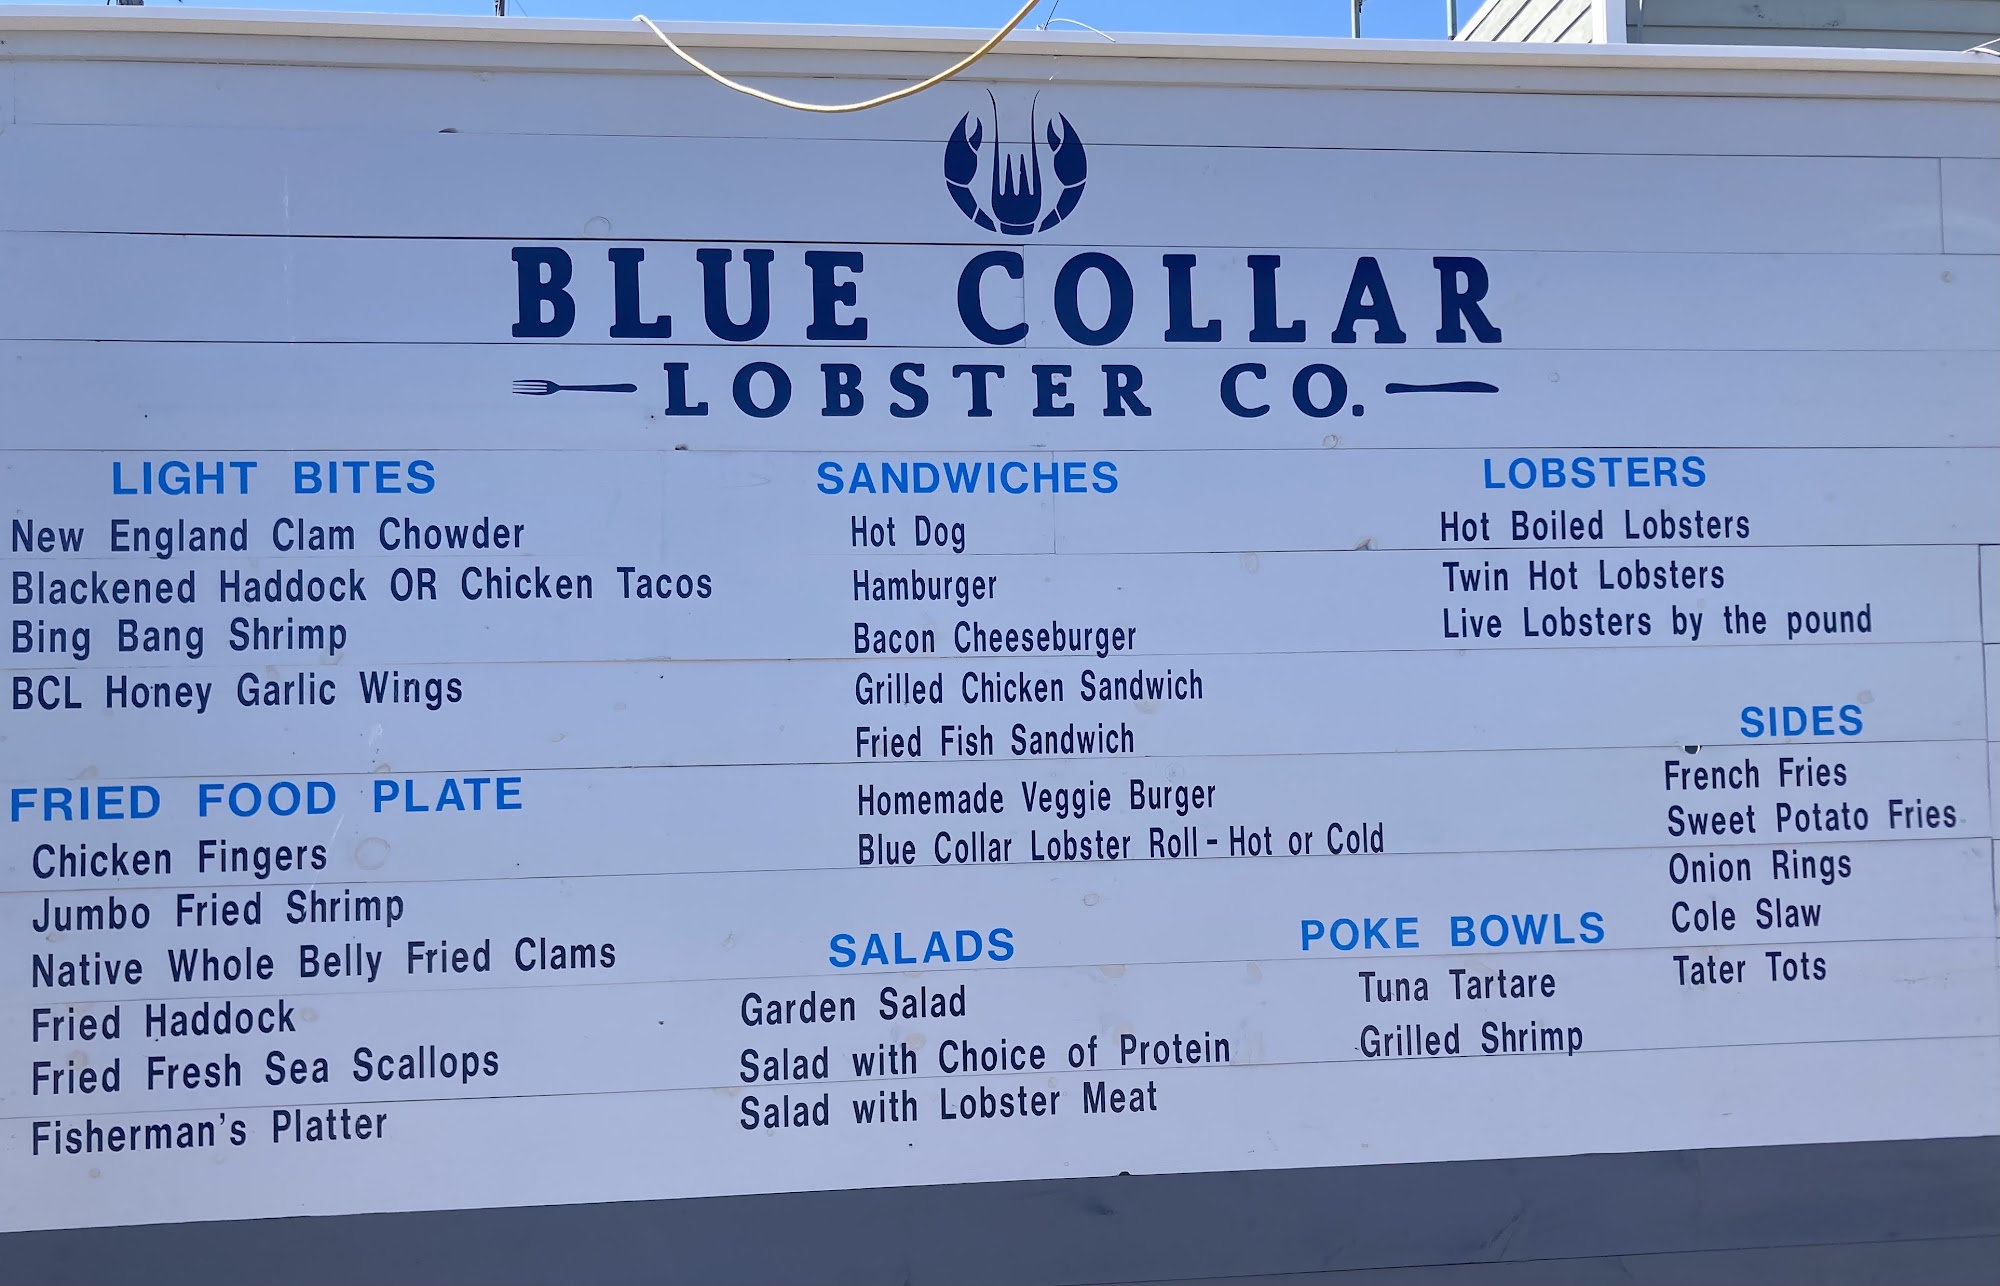 BLUE COLLAR
LOBSTER CO.
LIGHT BITES
New England Clam Chowder
Blackened Haddock OR Chicken Tacos
Bing Bang Shrimp
BCL Honey Garlic Wings
FRIED FOOD PLATE
Chicken Fingers
Jumbo Fried Shrimp
Native Whole Belly Fried Clams
Fried Haddock
Fried Fresh Sea Scallops
Fisherman's Platter
SANDWICHES
Hot Dog
Hamburger
Bacon Cheeseburger
Grilled Chicken Sandwich
Fried Fish Sandwich
Homemade Veggie Burger
Blue Collar Lobster Roll - Hot or Cold
SALADS
Garden Salad
Salad with Choice of Protein
Salad with Lobster Meat
LOBSTERS
Hot Boiled Lobsters
Twin Hot Lobsters
Live Lobsters by the pound
POKE BOWLS
Tuna Tartare
Grilled Shrimp
SIDES
French Fries
Sweet Potato Fries
Onion Rings
Cole Slaw
Tater Tots